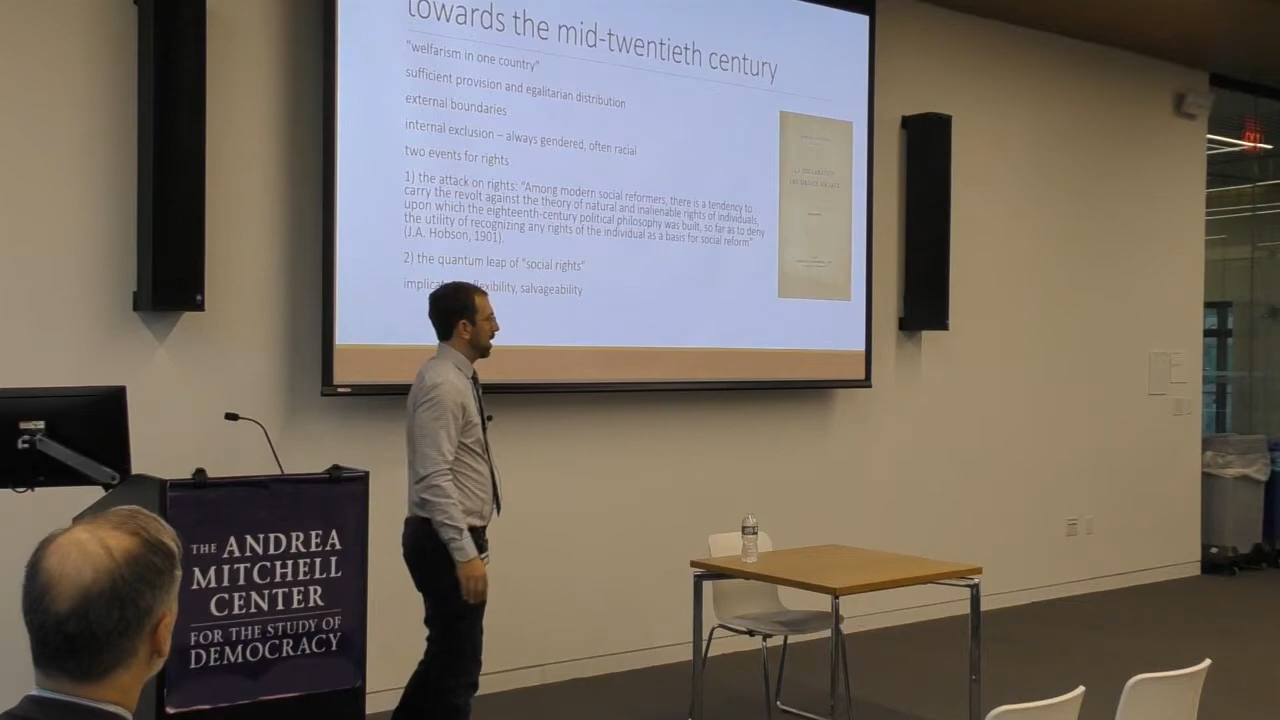 towards the mid-twentieth century
"welfarism in one country"
sufficient provision and egalitarian distribution
external boundaries
internal exclusion – always gendered, often racial
two events for rights
1) the attack on rights: "Among modern social reformers, there is a tendency to
carry the revolt against the theory of natural and inalienable rights of individuals,
upon which the eighteenth-century political philosophy was built, so far as to deny
the utility of recognizing any rights of the individual as a basis for social reform"
(J.A. Hobson, 1901).
2) the quantum leap of "social rights"
salvageability
LA DÉCLARATION
DES DROITS SOCIAUX
THE ANDREA
MITCHELL
CENTER
FOR THE STUDY OF
DEMOCRACY